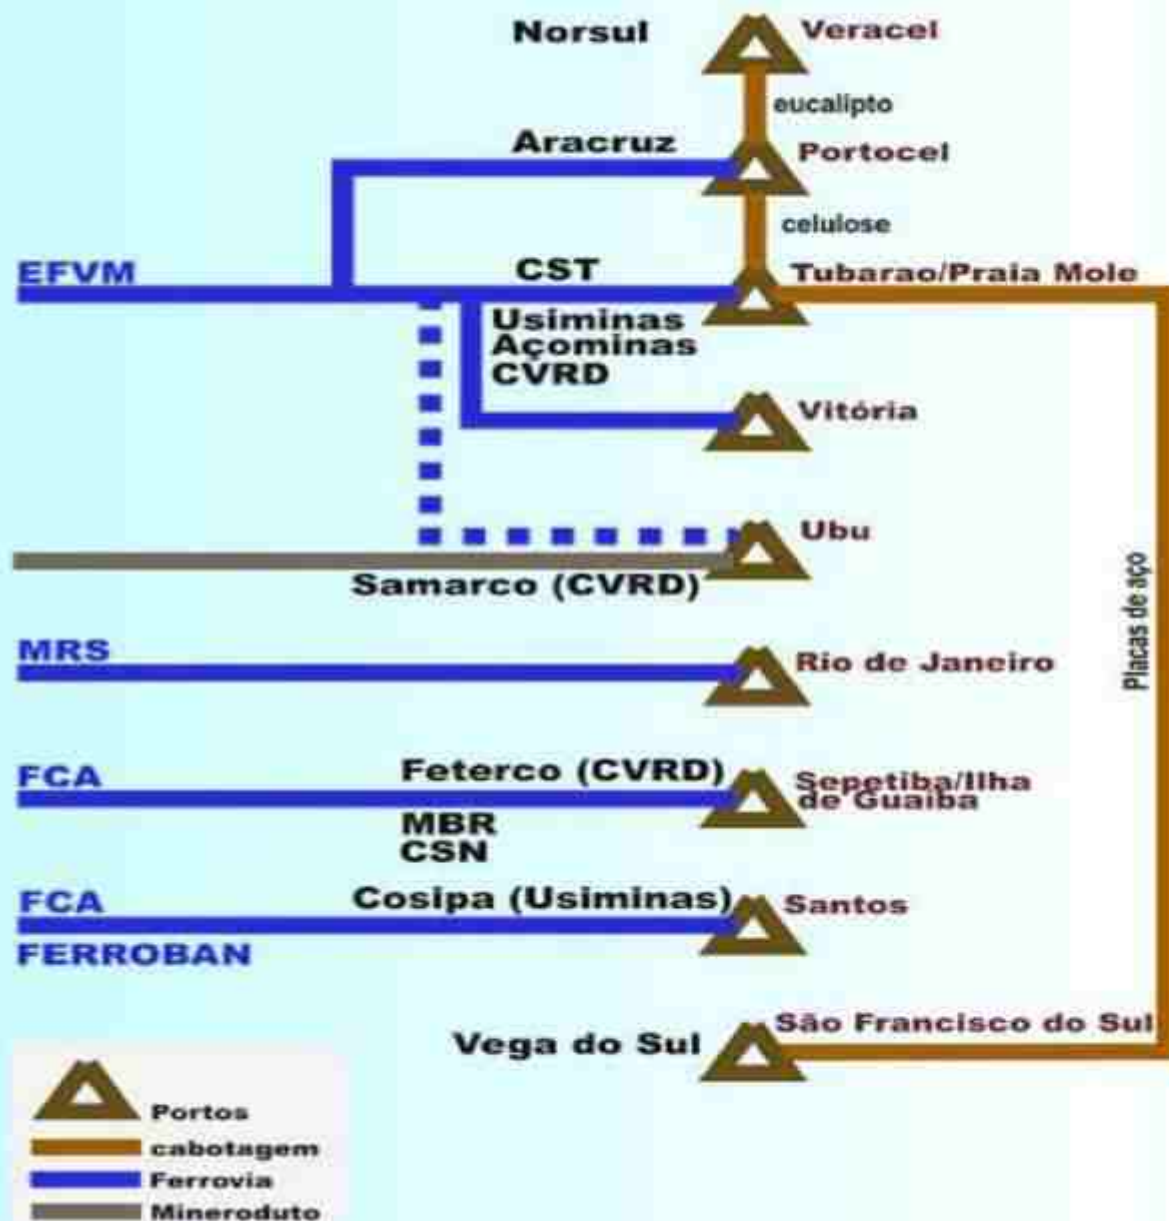 Norsul
Veracel
eucalipto
Aracruz
Portocel
celulose
EFVM
CST
Tubarao/Praia Mole
Usiminas
Açominas
CVRD
Vitória
Ubu
Samarco (CVRD)
Placas de aço
MRS
Rio de Janeiro
FCA
Feterco (CVRD)
Sepetiba/Ilha
de Guaiba
MBR
CSN
FCA
Cosipa (Usiminas)
Santos
FERROBAN
São Francisco do Sul
Vega do Sul
Portos
cabotagem
Ferrovia
Mineroduto